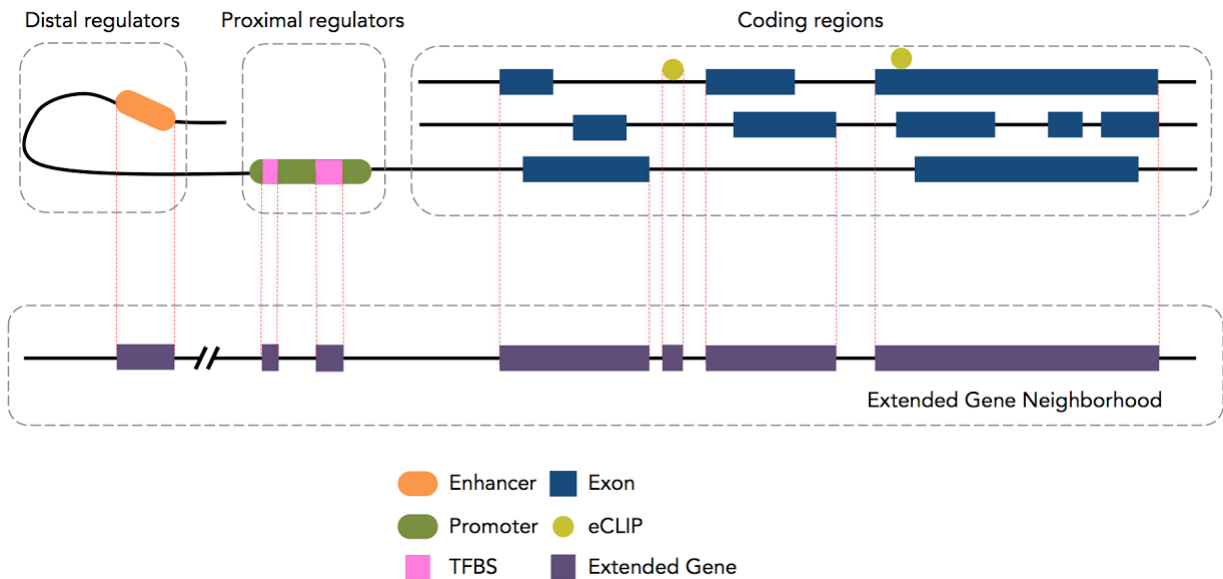 Distal regulators
Proximal regulators
Coding regions
Extended Gene Neighborhood
Enhancer
Exon
Promoter
eCLIP
TFBS
Extended Gene